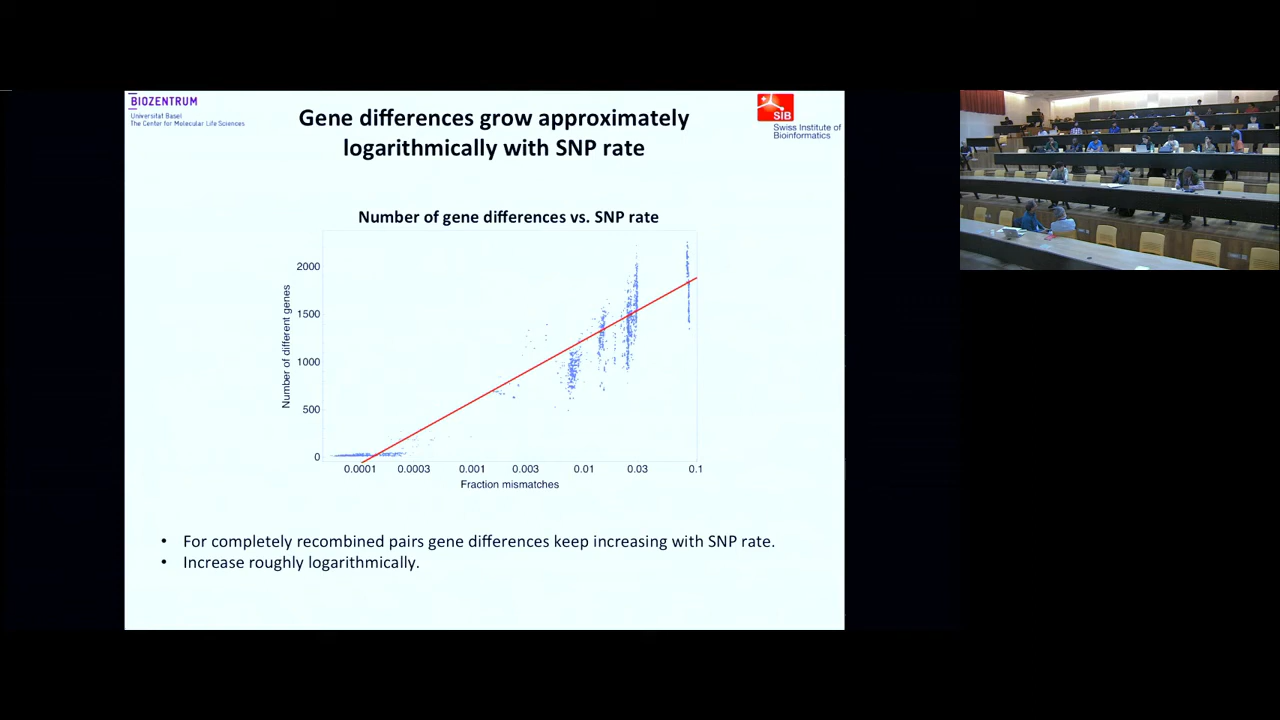 BIOZENTRUM
Universität Basel
The Center for Molecular Life Sciences
SIB
Swiss Institute of
Bioinformatics
Gene differences grow approximately
logarithmically with SNP rate
Number of gene differences vs. SNP rate
Number of different genes
2000
1500
1000
500
0
0.0001 0.0003 0.001 0.003 0.01 0.03 0.1
Fraction mismatches
• For completely recombined pairs gene differences keep increasing with SNP rate.
• Increase roughly logarithmically.